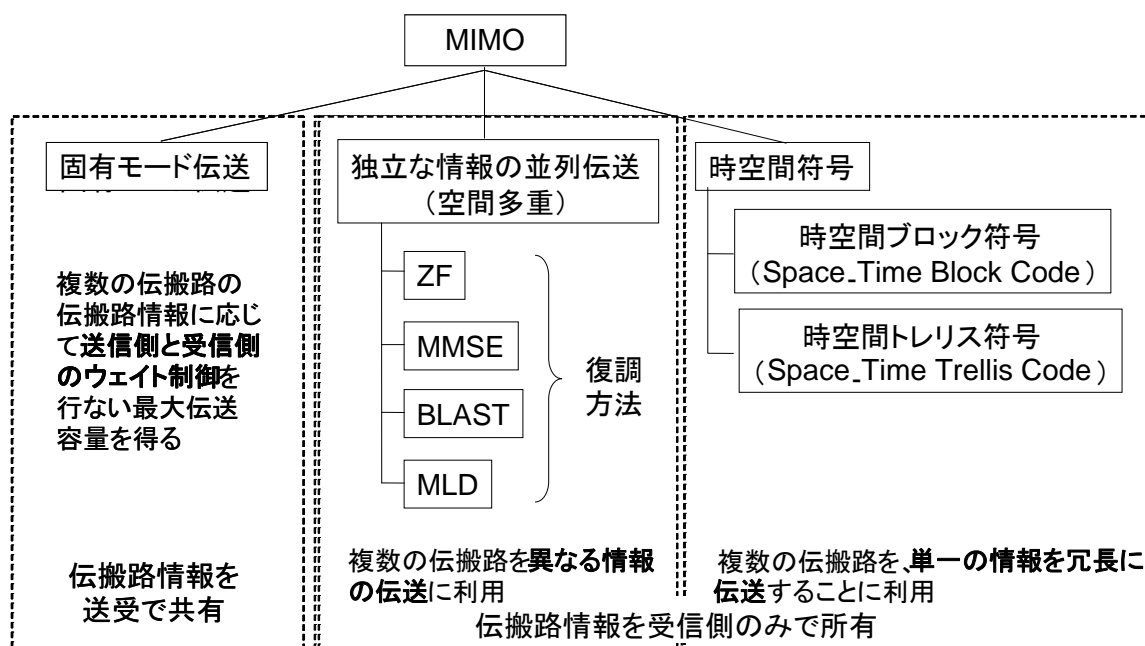 MIMO
固有モード伝送
複数の伝搬路の
伝搬路情報に応じ
て送信側と受信側
のウェイト制御を
行ない最大伝送
容量を得る
伝搬路情報を
送受で共有
独立な情報の並列伝送
（空間多重）
ZF
MMSE
BLAST
MLD
復調
方法
複数の伝搬路を異なる情報
の伝送に利用
時空間符号
時空間ブロック符号
（Space-Time Block Code）
時空間トレリス符号
（Space-Time Trellis Code）
複数の伝搬路を、単一の情報を冗長に
伝送することに利用
伝搬路情報を受信側のみで所有